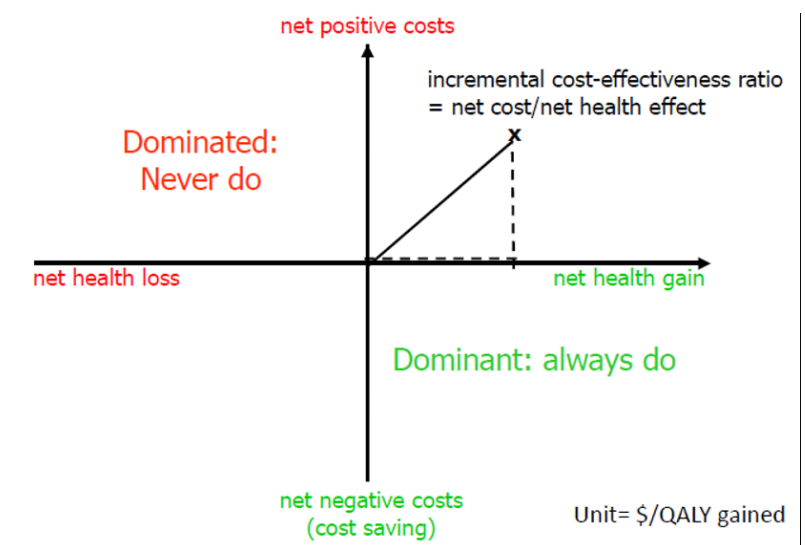 net positive costs
incremental cost-effectiveness ratio
= net cost/net health effect
x
Dominated:
Never do
net health loss
net health gain
Dominant: always do
net negative costs
(cost saving)
Unit= $/QALY gained